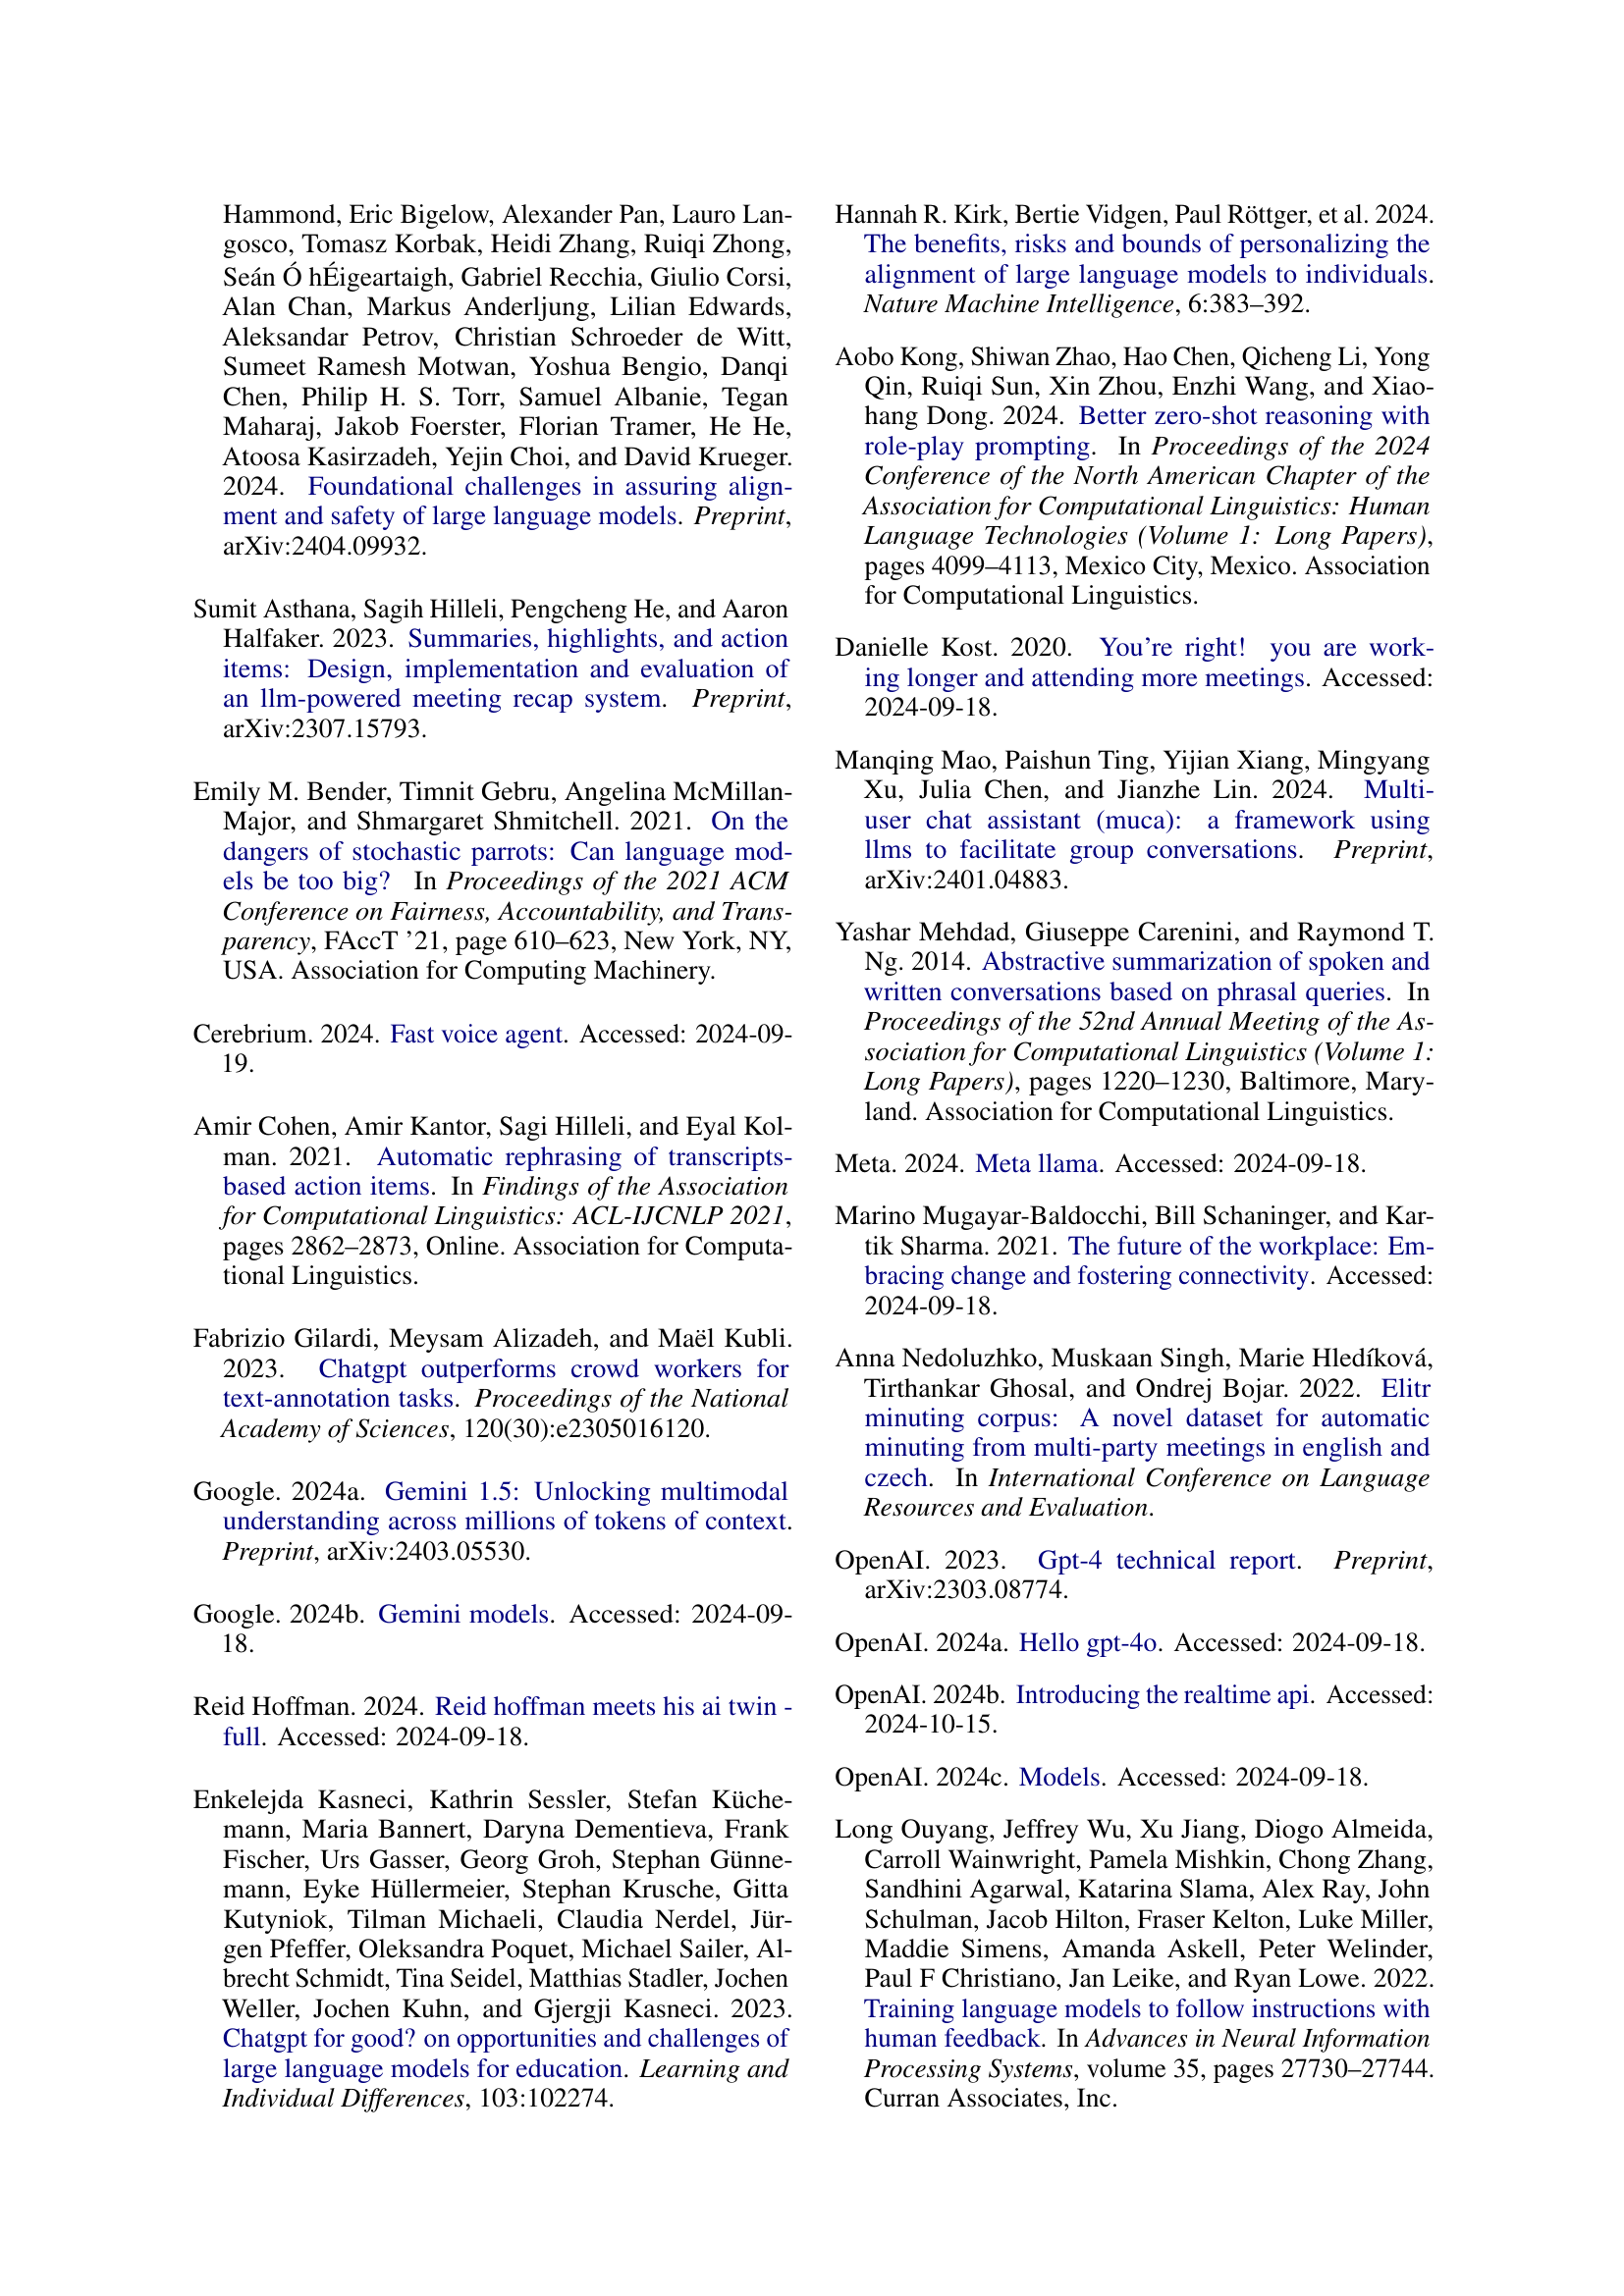 Hammond, Eric Bigelow, Alexander Pan, Lauro Lan-
gosco, Tomasz Korbak, Heidi Zhang, Ruiqi Zhong,
Seán Ó hÉigeartaigh, Gabriel Recchia, Giulio Corsi,
Alan Chan, Markus Anderljung, Lilian Edwards,
Aleksandar Petrov, Christian Schroeder de Witt,
Sumeet Ramesh Motwan, Yoshua Bengio, Danqi
Chen, Philip H. S. Torr, Samuel Albanie, Tegan
Maharaj, Jakob Foerster, Florian Tramer, He He,
Atoosa Kasirzadeh, Yejin Choi, and David Krueger.
2024. Foundational challenges in assuring align-
ment and safety of large language models. Preprint,
arXiv:2404.09932.
Sumit Asthana, Sagih Hilleli, Pengcheng He, and Aaron
Halfaker. 2023. Summaries, highlights, and action
items: Design, implementation and evaluation of
an llm-powered meeting recap system. Preprint,
arXiv:2307.15793.
Emily M. Bender, Timnit Gebru, Angelina McMillan-
Major, and Shmargaret Shmitchell. 2021. On the
dangers of stochastic parrots: Can language mod-
els be too big? In Proceedings of the 2021 ACM
Conference on Fairness, Accountability, and Trans-
parency, FAccT ’21, page 610–623, New York, NY,
USA. Association for Computing Machinery.
Cerebrium. 2024. Fast voice agent. Accessed: 2024-09-
19.
Amir Cohen, Amir Kantor, Sagi Hilleli, and Eyal Kol-
man. 2021. Automatic rephrasing of transcripts-
based action items. In Findings of the Association
for Computational Linguistics: ACL-IJCNLP 2021,
pages 2862–2873, Online. Association for Computa-
tional Linguistics.
Fabrizio Gilardi, Meysam Alizadeh, and Maël Kubli.
2023. Chatgpt outperforms crowd workers for
text-annotation tasks. Proceedings of the National
Academy of Sciences, 120(30):e2305016120.
Google. 2024a. Gemini 1.5: Unlocking multimodal
understanding across millions of tokens of context.
Preprint, arXiv:2403.05530.
Google. 2024b. Gemini models. Accessed: 2024-09-
18.
Reid Hoffman. 2024. Reid hoffman meets his ai twin -
full. Accessed: 2024-09-18.
Enkelejda Kasneci, Kathrin Sessler, Stefan Küche-
mann, Maria Bannert, Daryna Dementieva, Frank
Fischer, Urs Gasser, Georg Groh, Stephan Günne-
mann, Eyke Hüllermeier, Stephan Krusche, Gitta
Kutyniok, Tilman Michaeli, Claudia Nerdel, Jür-
gen Pfeffer, Oleksandra Poquet, Michael Sailer, Al-
brecht Schmidt, Tina Seidel, Matthias Stadler, Jochen
Weller, Jochen Kuhn, and Gjergji Kasneci. 2023.
Chatgpt for good? on opportunities and challenges of
large language models for education. Learning and
Individual Differences, 103:102274.
Hannah R. Kirk, Bertie Vidgen, Paul Röttger, et al. 2024.
The benefits, risks and bounds of personalizing the
alignment of large language models to individuals.
Nature Machine Intelligence, 6:383–392.
Aobo Kong, Shiwan Zhao, Hao Chen, Qicheng Li, Yong
Qin, Ruiqi Sun, Xin Zhou, Enzhi Wang, and Xiao-
hang Dong. 2024. Better zero-shot reasoning with
role-play prompting. In Proceedings of the 2024
Conference of the North American Chapter of the
Association for Computational Linguistics: Human
Language Technologies (Volume 1: Long Papers),
pages 4099–4113, Mexico City, Mexico. Association
for Computational Linguistics.
Danielle Kost. 2020. You’re right! you are work-
ing longer and attending more meetings. Accessed:
2024-09-18.
Manqing Mao, Paishun Ting, Yijian Xiang, Mingyang
Xu, Julia Chen, and Jianzhe Lin. 2024. Multi-
user chat assistant (muca): a framework using
llms to facilitate group conversations. Preprint,
arXiv:2401.04883.
Yashar Mehdad, Giuseppe Carenini, and Raymond T.
Ng. 2014. Abstractive summarization of spoken and
written conversations based on phrasal queries. In
Proceedings of the 52nd Annual Meeting of the As-
sociation for Computational Linguistics (Volume 1:
Long Papers), pages 1220–1230, Baltimore, Mary-
land. Association for Computational Linguistics.
Meta. 2024. Meta llama. Accessed: 2024-09-18.
Marino Mugayar-Baldocchi, Bill Schaninger, and Kar-
tik Sharma. 2021. The future of the workplace: Em-
bracing change and fostering connectivity. Accessed:
2024-09-18.
Anna Nedoluzhko, Muskaan Singh, Marie Hledíková,
Tirthankar Ghosal, and Ondrej Bojar. 2022. Elitr
minuting corpus: A novel dataset for automatic
minuting from multi-party meetings in english and
czech. In International Conference on Language
Resources and Evaluation.
OpenAI. 2023. Gpt-4 technical report. Preprint,
arXiv:2303.08774.
OpenAI. 2024a. Hello gpt-4o. Accessed: 2024-09-18.
OpenAI. 2024b. Introducing the realtime api. Accessed:
2024-10-15.
OpenAI. 2024c. Models. Accessed: 2024-09-18.
Long Ouyang, Jeffrey Wu, Xu Jiang, Diogo Almeida,
Carroll Wainwright, Pamela Mishkin, Chong Zhang,
Sandhini Agarwal, Katarina Slama, Alex Ray, John
Schulman, Jacob Hilton, Fraser Kelton, Luke Miller,
Maddie Simens, Amanda Askell, Peter Welinder,
Paul F Christiano, Jan Leike, and Ryan Lowe. 2022.
Training language models to follow instructions with
human feedback. In Advances in Neural Information
Processing Systems, volume 35, pages 27730–27744.
Curran Associates, Inc.